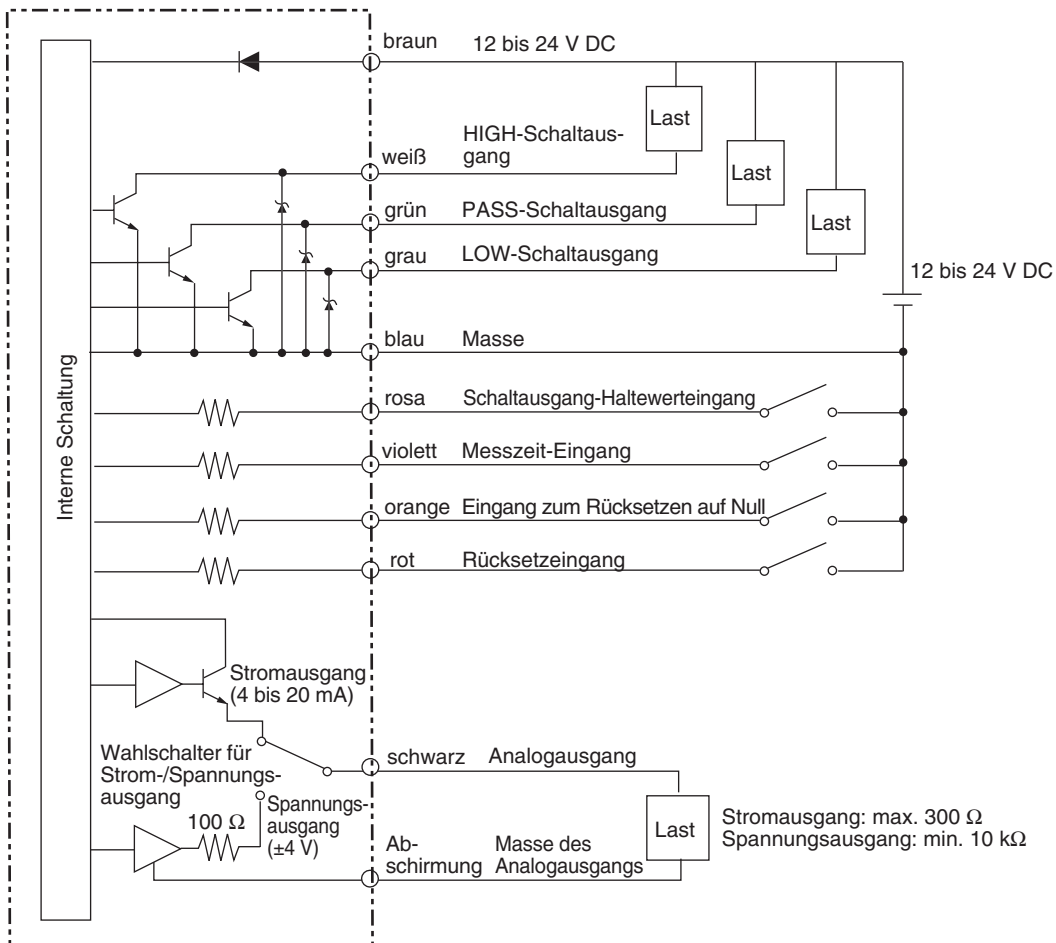 braun 12 bis 24 V DC
Last
HIGH-Schaltaus-
gang
weiß
Last
grün PASS-Schaltausgang
Last
grau LOW-Schaltausgang
12 bis 24 V DC
blau Masse
Interne Schaltung
rosa Schaltausgang-Haltewerteingang
violett Messzeit-Eingang
orange Eingang zum Rücksetzen auf Null
rot Rücksetzeingang
Stromausgang
(4 bis 20 mA)
Wahlschalter für
Strom-/Spannungs-
ausgang
schwarz Analogausgang
Spannungs-
ausgang
(±4 V)
100 Ω
Last
Stromausgang: max. 300 Ω
Spannungsausgang: min. 10 kΩ
Ab-
schirmung
Masse des
Analogausgangs